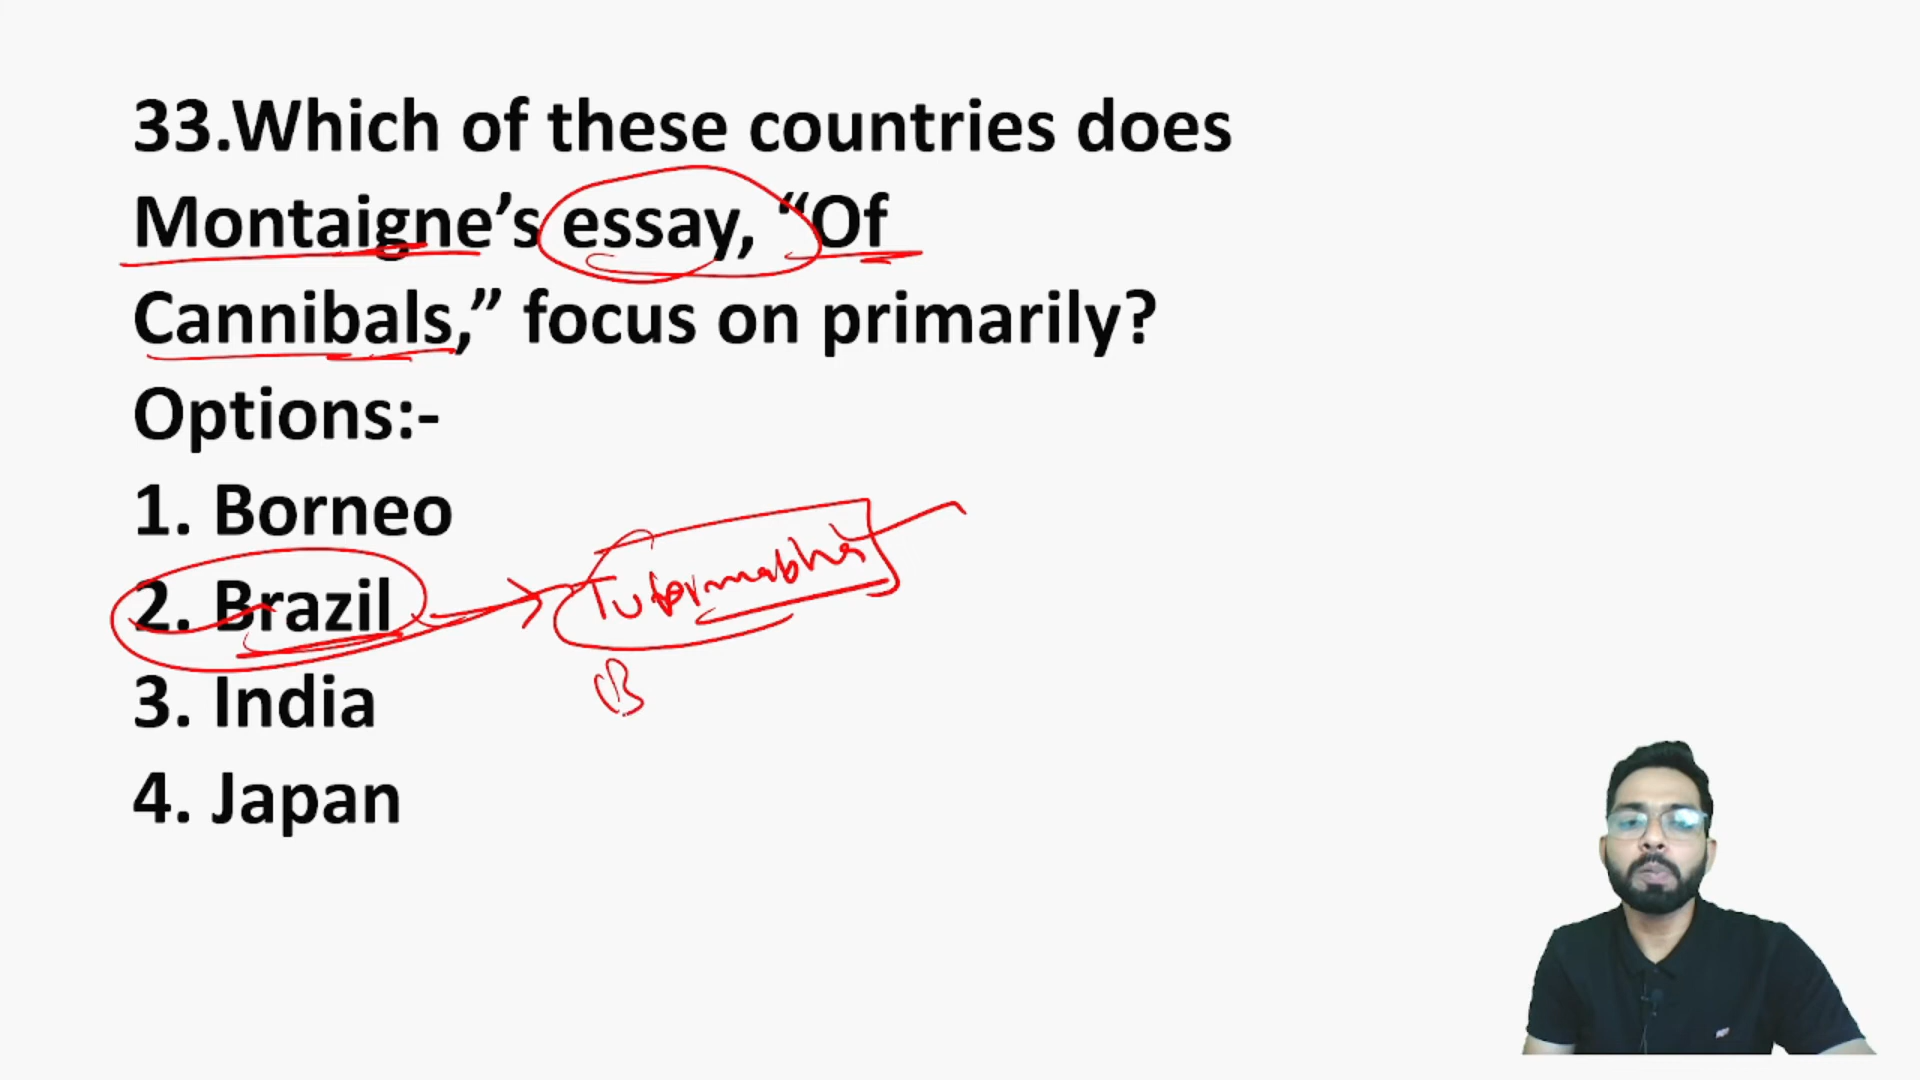 33.Which of these countries does
Montaigne’s essay, “Of
Cannibals,” focus on primarily?
Options:-
1. Borneo
2. Brazil
3. India
4. Japan
B